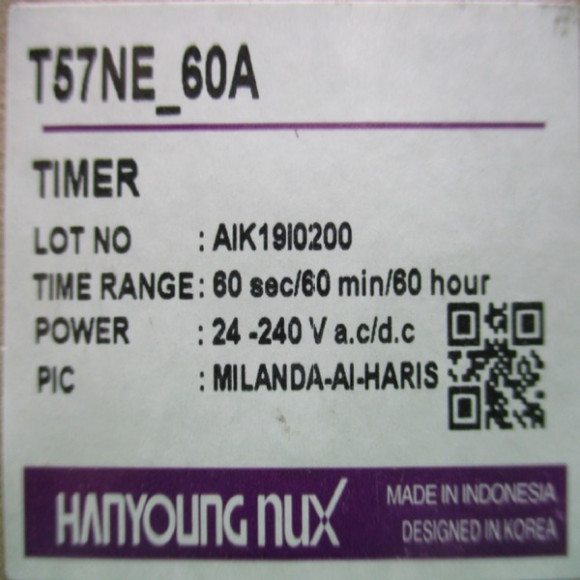 T57NE_60A
TIMER
LOT NO : AIK19I0200
TIME RANGE: 60 sec/60 min/60 hour
POWER : 24 -240 V a.c/d.c
PIC : MILANDA-AI-HARIS
HANYOUNG NUX
MADE IN INDONESIA
DESIGNED IN KOREA